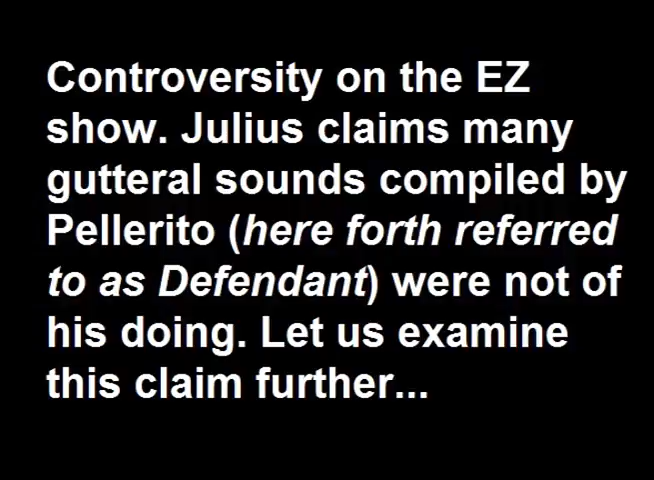 Controversity on the EZ
show. Julius claims many
gutteral sounds compiled by
Pellerito (here forth referred
to as Defendant) were not of
his doing. Let us examine
this claim further...